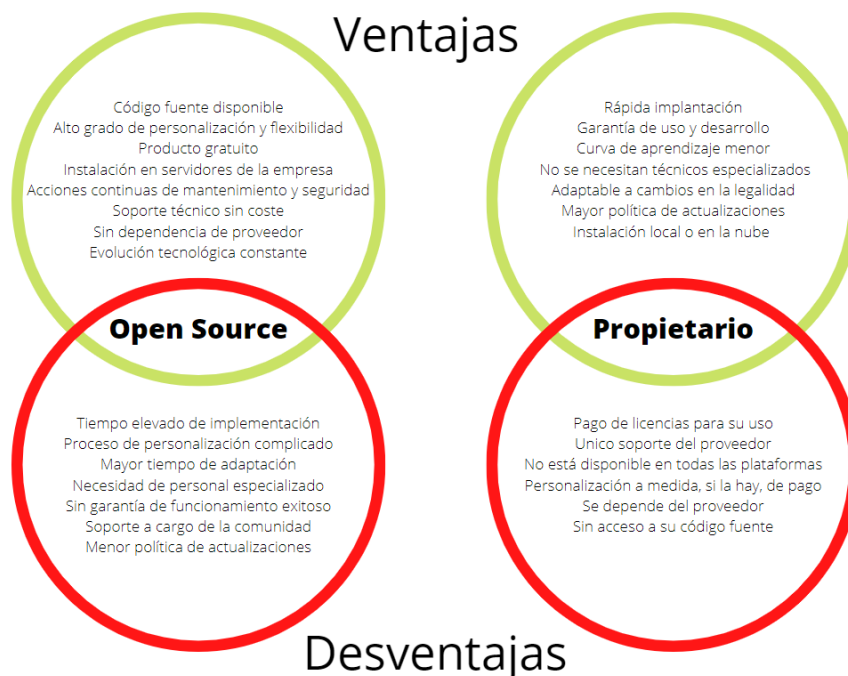 Ventajas
Código fuente disponible
Alto grado de personalización y flexibilidad
Producto gratuito
Instalación en servidores de la empresa
Acciones continuas de mantenimiento y seguridad
Soporte técnico sin coste
Sin dependencia de proveedor
Evolución tecnológica constante
Rápida implantación
Garantía de uso y desarrollo
Curva de aprendizaje menor
No se necesitan técnicos especializados
Adaptable a cambios en la legalidad
Mayor política de actualizaciones
Instalación local o en la nube
Open Source
Propietario
Tiempo elevado de implementación
Proceso de personalización complicado
Mayor tiempo de adaptación
Necesidad de personal especializado
Sin garantía de funcionamiento exitoso
Soporte a cargo de la comunidad
Menor política de actualizaciones
Pago de licencias para su uso
Unico soporte del proveedor
No está disponible en todas las plataformas
Personalización a medida, si la hay, de pago
Se depende del proveedor
Sin acceso a su código fuente
Desventajas